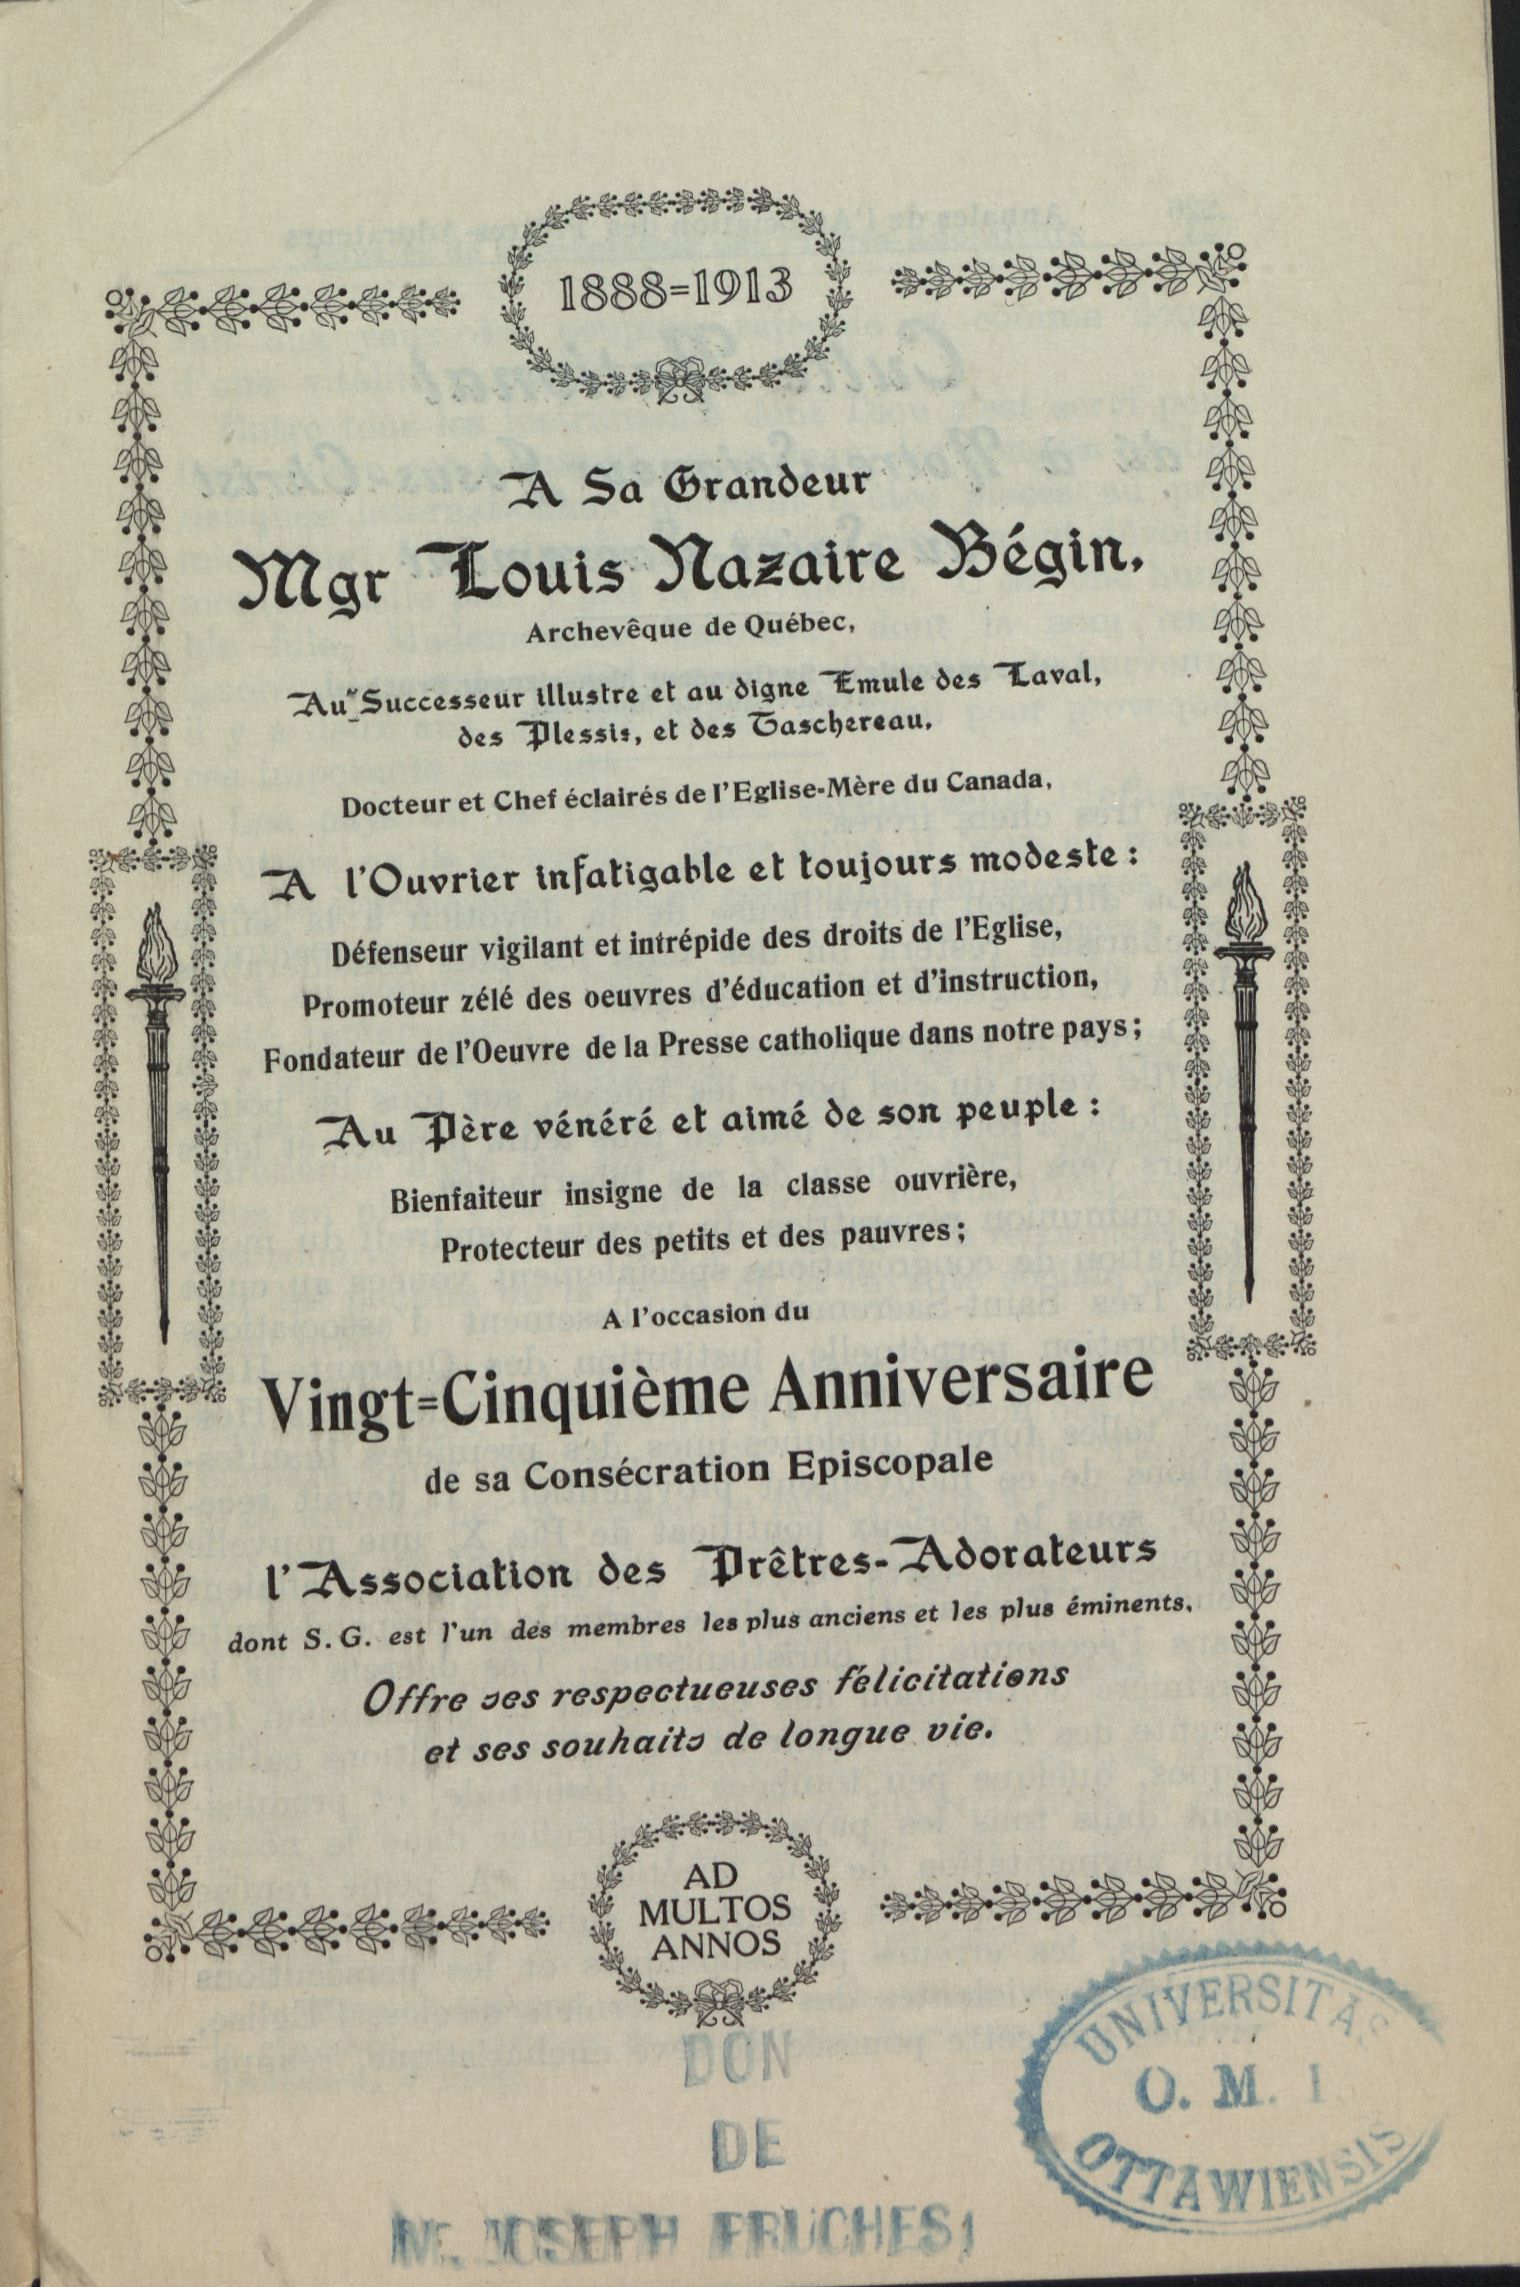 1888=1913
A Sa Grandeur
Mgr Louis Nazaire Bégin,
Archevêque de Québec,
Au Successeur illustre et au digne Emule des Laval,
des Plessis, et des Taschereau,
Docteur et Chef éclairés de l'Eglise-Mère du Canada,
A l'Ouvrier infatigable et toujours modeste :
Défenseur vigilant et intrépide des droits de l'Eglise,
Promoteur zélé des oeuvres d'éducation et d'instruction,
Fondateur de l'Oeuvre de la Presse catholique dans notre pays ;
Au Père vénéré et aimé de son peuple :
Bienfaiteur insigne de la classe ouvrière,
Protecteur des petits et des pauvres ;
A l'occasion du
Vingt=Cinquième Anniversaire
de sa Consécration Episcopale
l'Association des Prêtres-Adorateurs
dont S. G. est l'un des membres les plus anciens et les plus éminents,
Offre ses respectueuses félicitations
et ses souhaits de longue vie.
AD
MULTOS
ANNOS
DON
DE
JOSEPH
UNIVERSITAS
O. M. I
OTTAWIENSIS